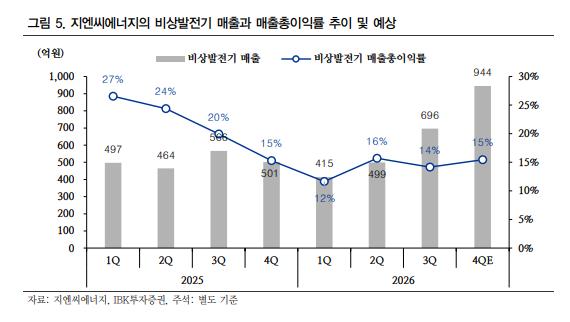 그림 5. 지엔씨에너지의 비상발전기 매출과 매출총이익률 추이 및 예상
(억원)
비상발전기 매출
비상발전기 매출총이익률
1,000 30%
900
800 25%
700 20%
600
500 15%
400 10%
300
200 5%
100
0 0%
27% 24% 20% 15% 12% 16% 14% 15%
497 464 566 501 415 499 696 944
1Q 2Q 3Q 4Q 1Q 2Q 3Q 4QE
2025 2026
자료: 지엔씨에너지, IBK투자증권, 주석: 별도 기준